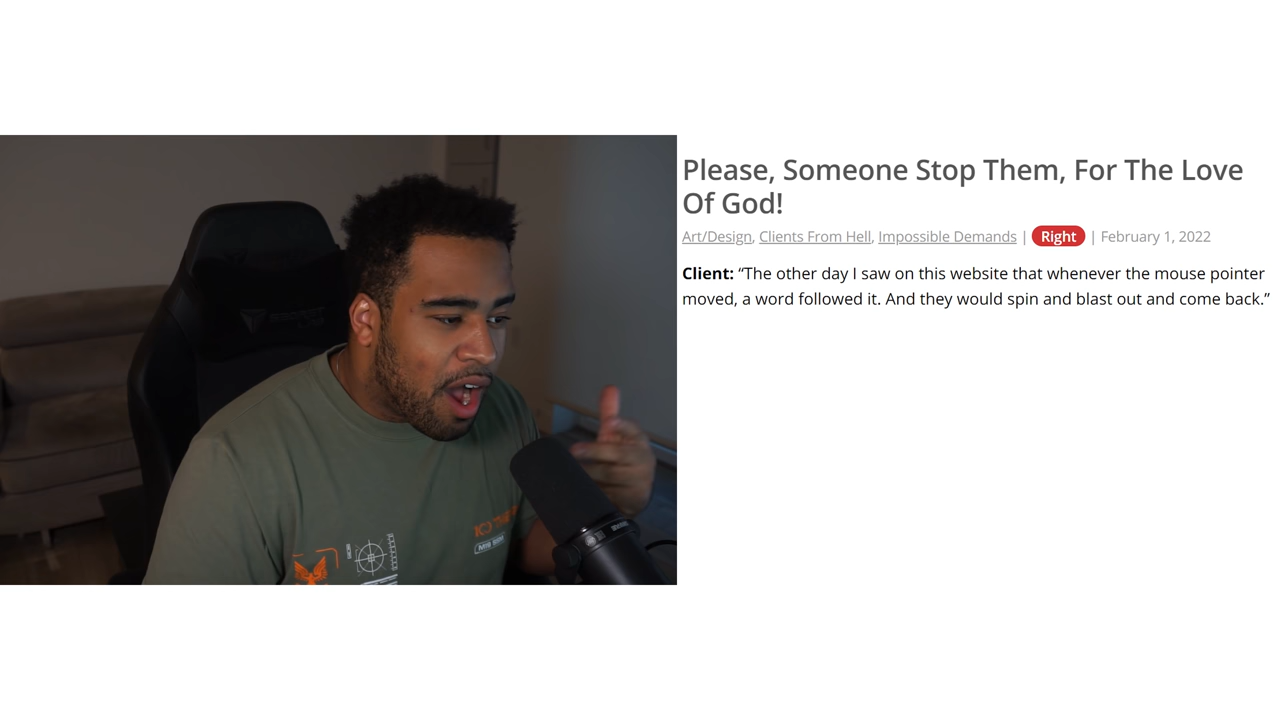 Please, Someone Stop Them, For The Love
Of God!
Art/Design, Clients From Hell, Impossible Demands | Right | February 1, 2022
Client: “The other day I saw on this website that whenever the mouse pointer
moved, a word followed it. And they would spin and blast out and come back.”